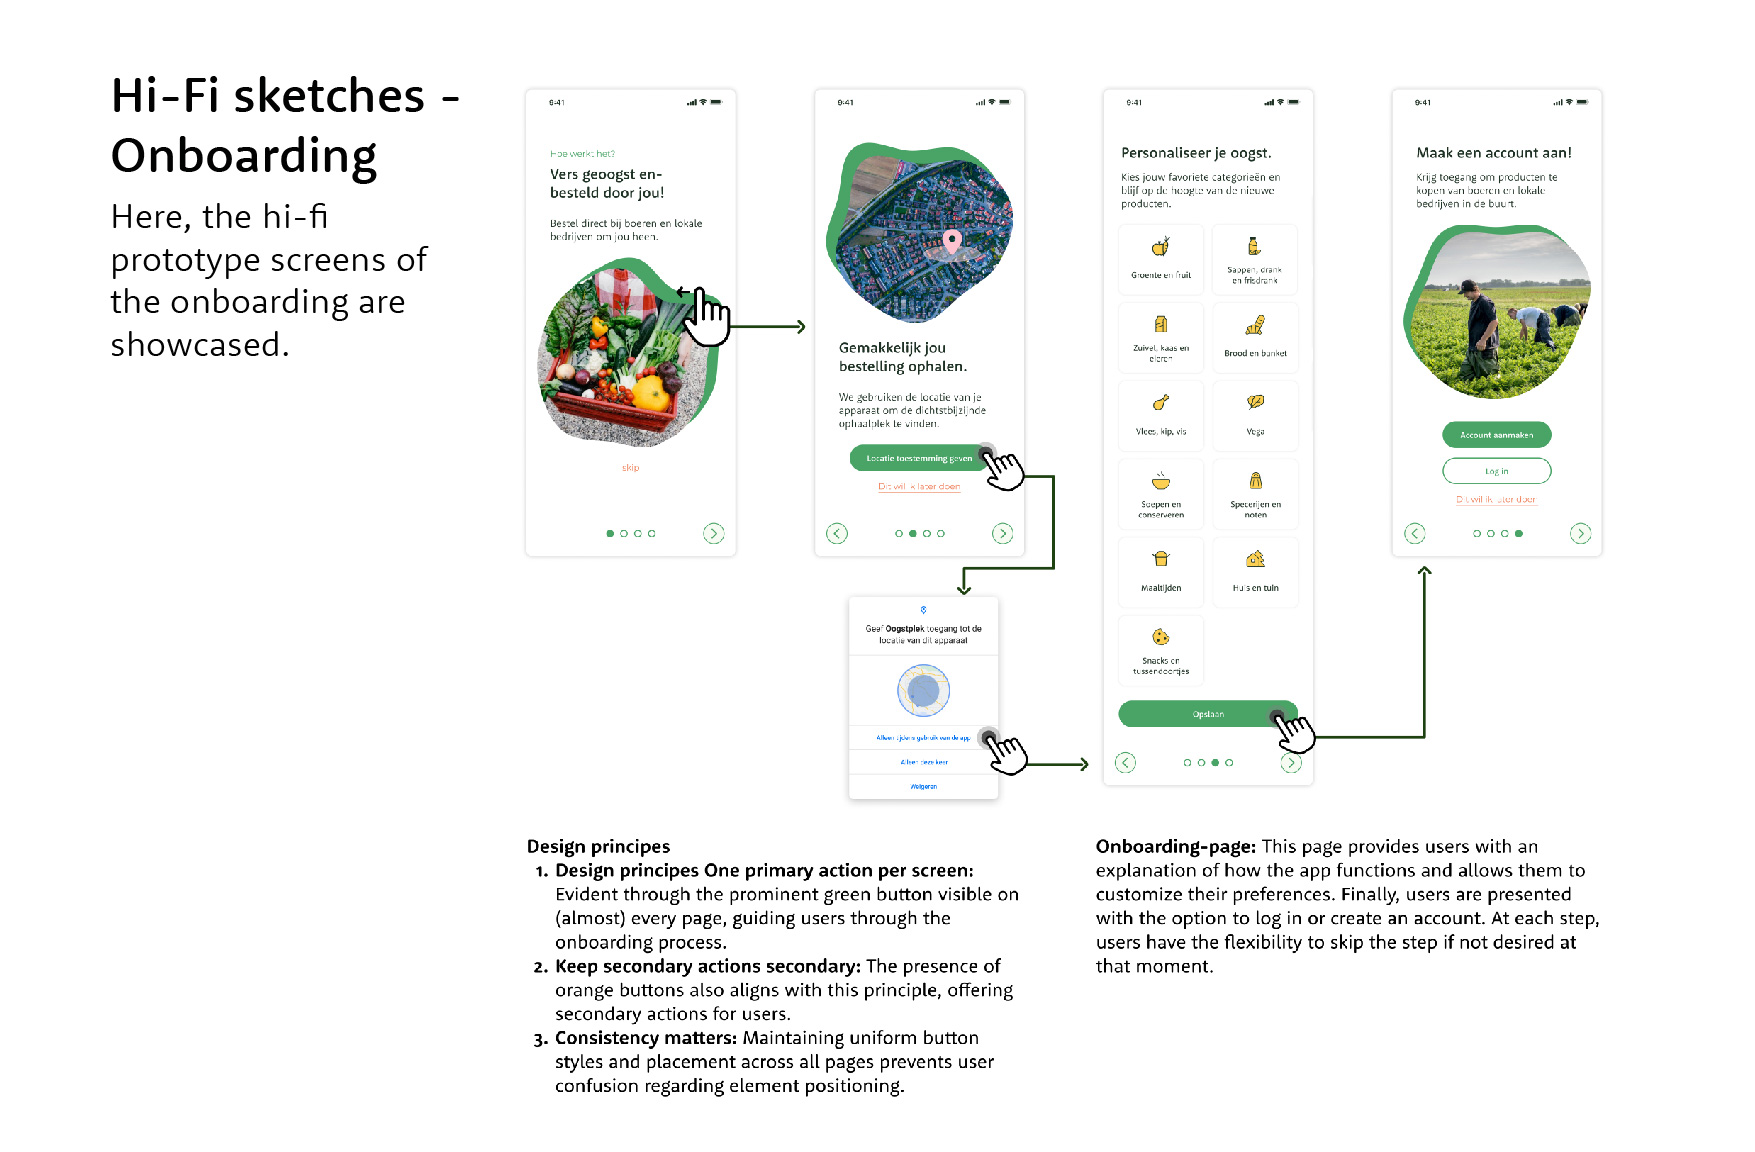 Hi-Fi sketches -
Onboarding
Here, the hi-fi
prototype screens of
the onboarding are
showcased.
9:41
Hoe werkt het?
Vers geoogst en-
besteld door jou!
Bestel direct bij boeren en lokale
bedrijven om jou heen.
skip
9:41
Gemakkelijk jou
bestelling ophalen.
We gebruiken de locatie van je
apparaat om de dichtstbijzijnde
ophaalplek te vinden.
Locatie toestemming geven
Dit wil ik later doen
Geef Oogstplek toegang tot de
locatie van dit apparaat
Alleen tijdens gebruik van de app
Alleen deze keer
Weigeren
9:41
Personaliseer je oogst.
Kies jouw favoriete categorieën en
blijf op de hoogte van de nieuwe
producten.
Groente en fruit
Sappen, drank
en frisdrank
Zuivel, kaas en
eieren
Brood en banket
Vlees, kip, vis
Vega
Soepen en
conserveren
Specerijen en
noten
Maaltijden
Huis en tuin
Snacks en
tussendoortjes
Opslaan
9:41
Maak een account aan!
Krijg toegang om producten te
kopen van boeren en lokale
bedrijven in de buurt.
Account aanmaken
Log in
Dit wil ik later doen
Design principes
1. Design principes One primary action per screen:
Evident through the prominent green button visible on
(almost) every page, guiding users through the
onboarding process.
2. Keep secondary actions secondary: The presence of
orange buttons also aligns with this principle, offering
secondary actions for users.
3. Consistency matters: Maintaining uniform button
styles and placement across all pages prevents user
confusion regarding element positioning.
Onboarding-page: This page provides users with an
explanation of how the app functions and allows them to
customize their preferences. Finally, users are presented
with the option to log in or create an account. At each step,
users have the flexibility to skip the step if not desired at
that moment.